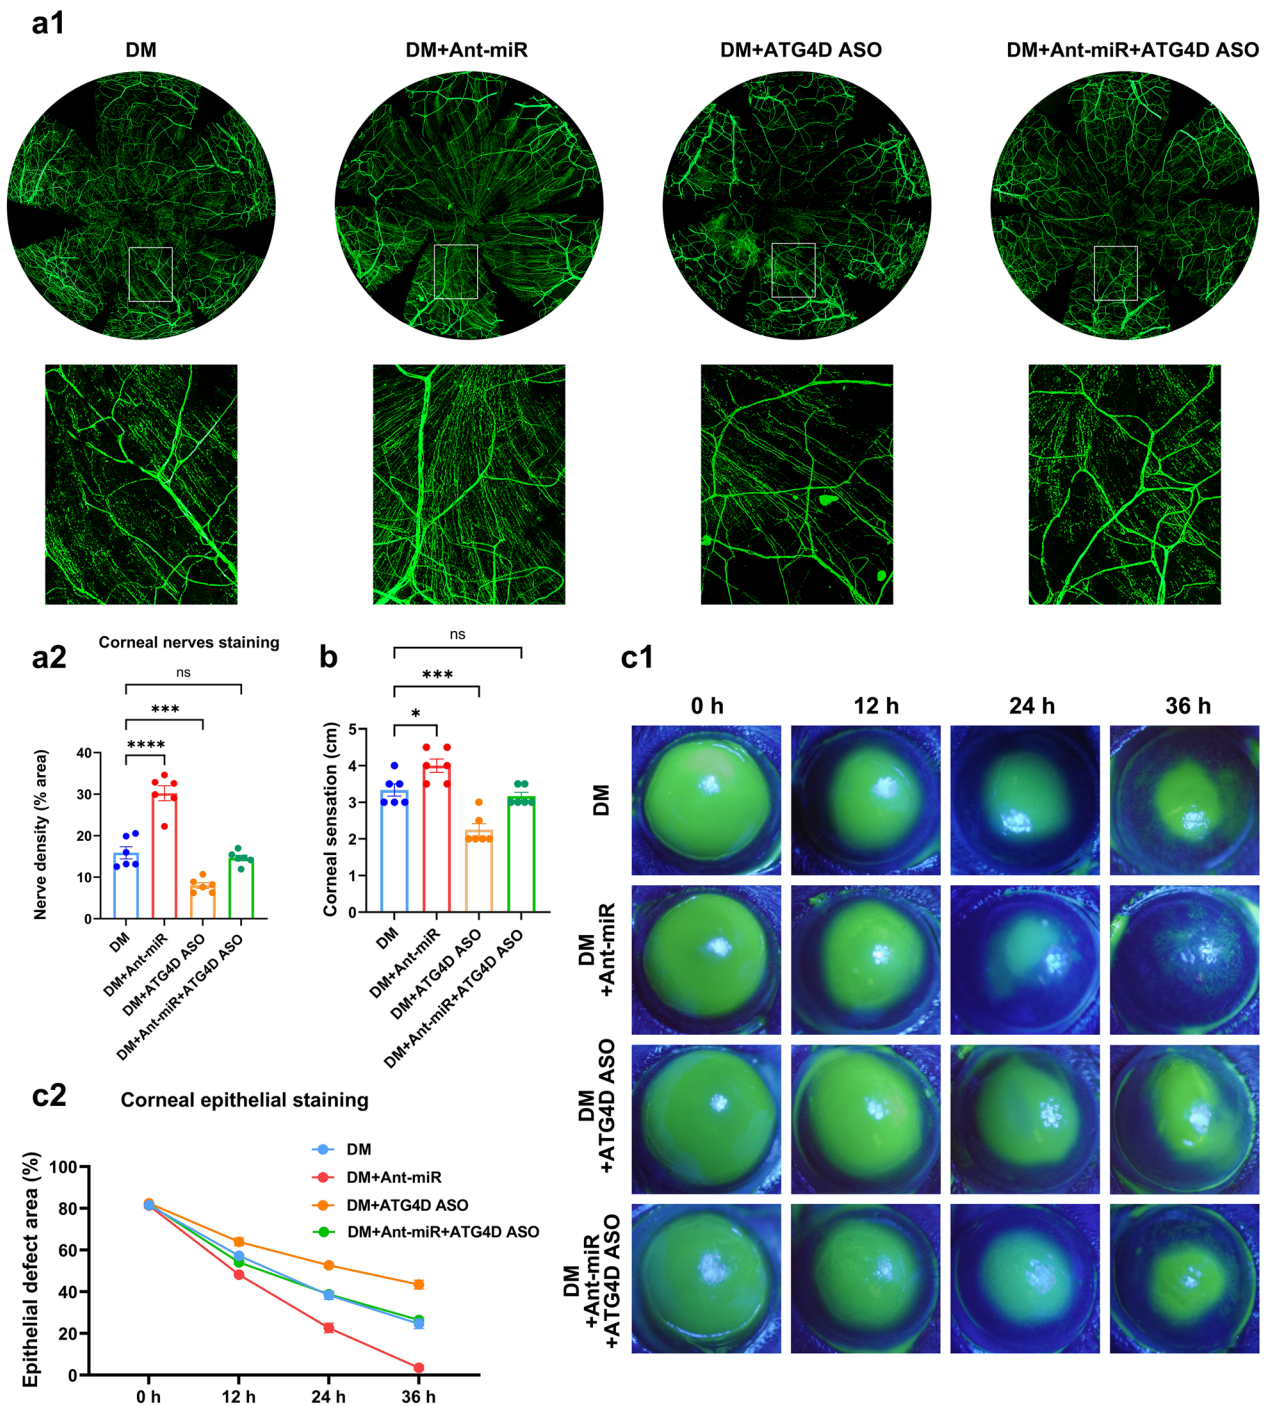 a1
DM
DM+Ant-miR
DM+ATG4D ASO
DM+Ant-miR+ATG4D ASO
a2
Corneal nerves staining
ns
***
****
Nerve density (% area)
40
30
20
10
0
DM
DM+Ant-miR
DM+ATG4D ASO
DM+Ant-miR+ATG4D ASO
b
ns
***
*
Corneal sensation (cm)
5
4
3
2
1
0
DM
DM+Ant-miR
DM+ATG4D ASO
DM+Ant-miR+ATG4D ASO
c1
0 h
12 h
24 h
36 h
DM
DM
+Ant-miR
DM
+ATG4D ASO
DM
+Ant-miR
+ATG4D ASO
c2
Corneal epithelial staining
DM
DM+Ant-miR
DM+ATG4D ASO
DM+Ant-miR+ATG4D ASO
Epithelial defect area (%)
100
80
60
40
20
0
0 h
12 h
24 h
36 h